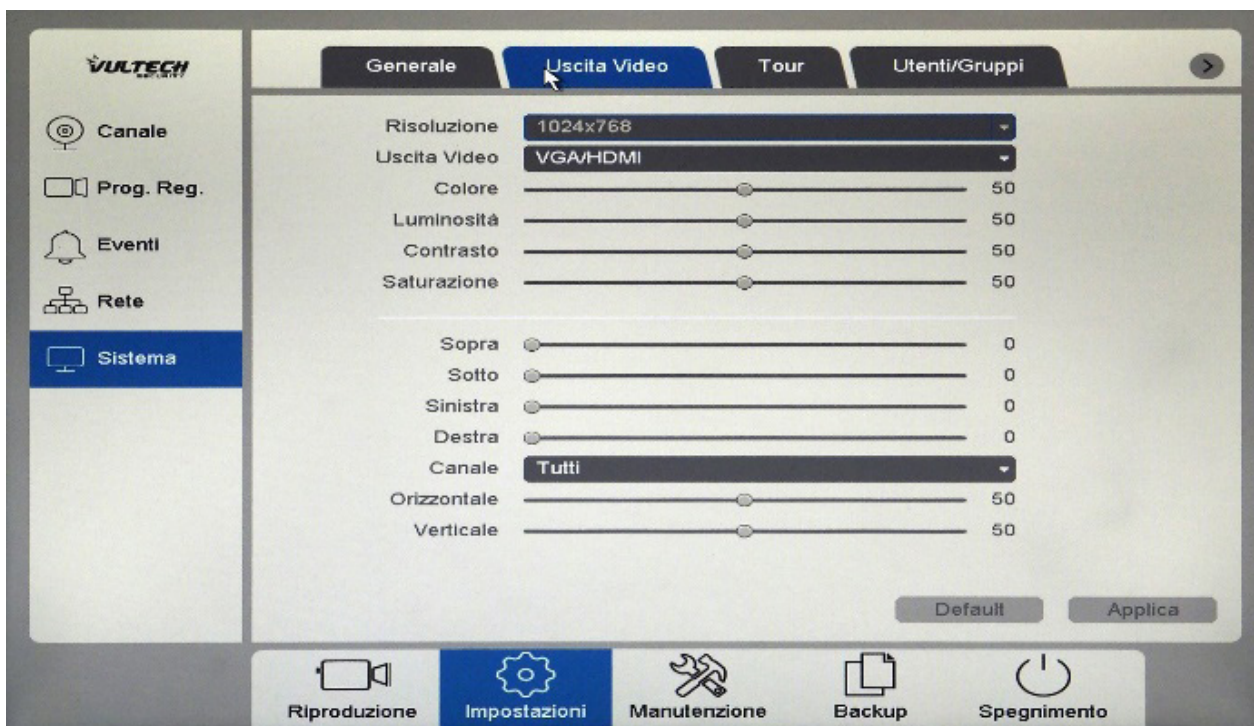 VULTECH
SECURITY
Canale
Prog. Reg.
Eventi
Rete
Sistema
Generale
Uscita Video
Tour
Utenti/Gruppi
Risoluzione 1024x768
Uscita Video VGA/HDMI
Colore 50
Luminosità 50
Contrasto 50
Saturazione 50
Sopra 0
Sotto 0
Sinistra 0
Destra 0
Canale Tutti
Orizzontale 50
Verticale 50
Default Applica
Riproduzione
Impostazioni
Manutenzione
Backup
Spegnimento